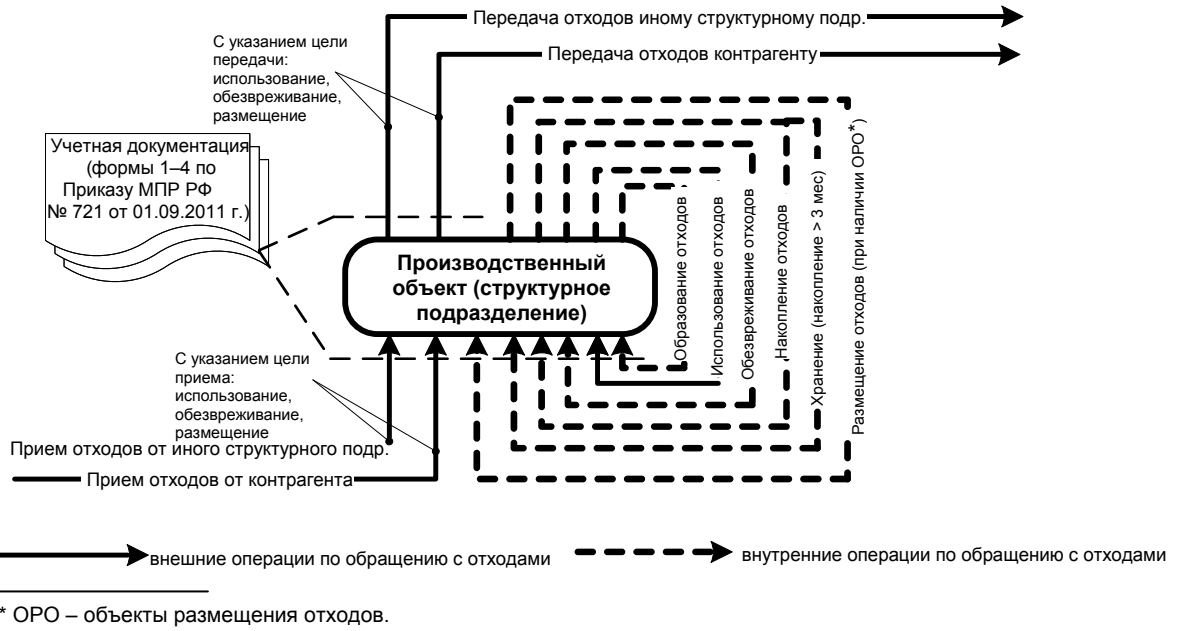 Передача отходов иному структурному подр.
Передача отходов контрагенту
С указанием цели
передачи:
использование,
обезвреживание,
размещение
Учетная документация
(формы 1–4 по
Приказу МПР РФ
№ 721 от 01.09.2011 г.)
Производственный
объект (структурное
подразделение)
Образование отходов
Использование отходов
Обезвреживание отходов
Накопление отходов
Хранение (накопление > 3 мес)
Размещение отходов (при наличии ОРО*)
С указанием цели
приема:
использование,
обезвреживание,
размещение
Прием отходов от иного структурного подр.
Прием отходов от контрагента
внешние операции по обращению с отходами
внутренние операции по обращению с отходами
* ОРО – объекты размещения отходов.